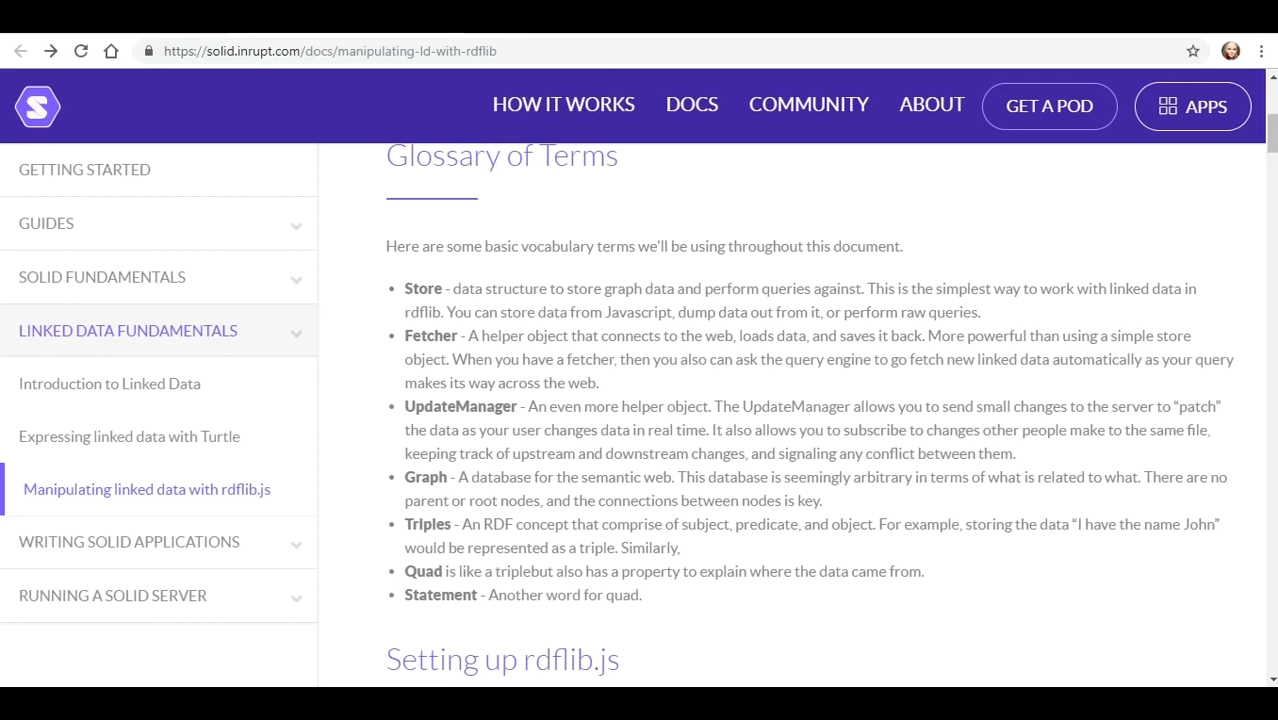 https://solid.inrupt.com/docs/manipulating-ld-with-rdflib
HOW IT WORKS
DOCS
COMMUNITY
ABOUT
GET A POD
APPS
GETTING STARTED
GUIDES
SOLID FUNDAMENTALS
LINKED DATA FUNDAMENTALS
Introduction to Linked Data
Expressing linked data with Turtle
Manipulating linked data with rdflib.js
WRITING SOLID APPLICATIONS
RUNNING A SOLID SERVER
Glossary of Terms
Here are some basic vocabulary terms we'll be using throughout this document.
• Store - data structure to store graph data and perform queries against. This is the simplest way to work with linked data in
rdflib. You can store data from Javascript, dump data out from it, or perform raw queries.
• Fetcher - A helper object that connects to the web, loads data, and saves it back. More powerful than using a simple store
object. When you have a fetcher, then you also can ask the query engine to go fetch new linked data automatically as your query
makes its way across the web.
• UpdateManager - An even more helper object. The UpdateManager allows you to send small changes to the server to “patch”
the data as your user changes data in real time. It also allows you to subscribe to changes other people make to the same file,
keeping track of upstream and downstream changes, and signaling any conflict between them.
• Graph - A database for the semantic web. This database is seemingly arbitrary in terms of what is related to what. There are no
parent or root nodes, and the connections between nodes is key.
• Triples - An RDF concept that comprise of subject, predicate, and object. For example, storing the data “I have the name John”
would be represented as a triple. Similarly,
• Quad is like a triplebut also has a property to explain where the data came from.
• Statement - Another word for quad.
Setting up rdflib.js